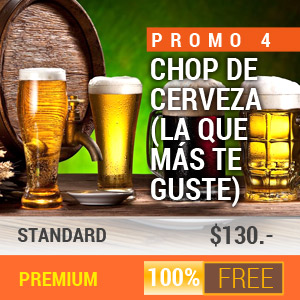 PROMO 4
CHOP DE
CERVEZA
(LA QUE
MÁS TE
GUSTE)
STANDARD $130.-
PREMIUM 100% FREE